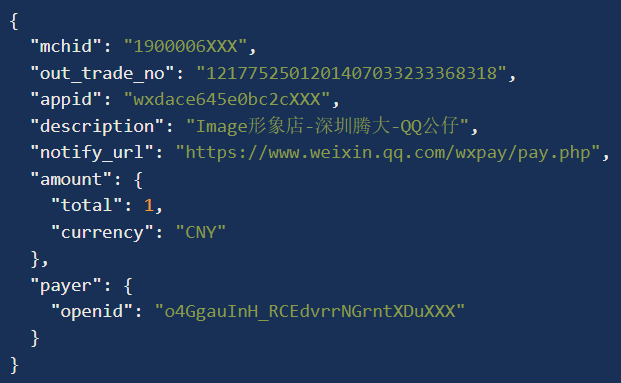 {
  "mchid": "1900006XXX",
  "out_trade_no": "1217752501201407033233368318",
  "appid": "wxdace645e0bc2cXXX",
  "description": "Image形象店-深圳腾大-QQ公仔",
  "notify_url": "https://www.weixin.qq.com/wxpay/pay.php",
  "amount": {
    "total": 1,
    "currency": "CNY"
  },
  "payer": {
    "openid": "o4GgauInH_RCEdvrrNGrntXDuXXX"
  }
}